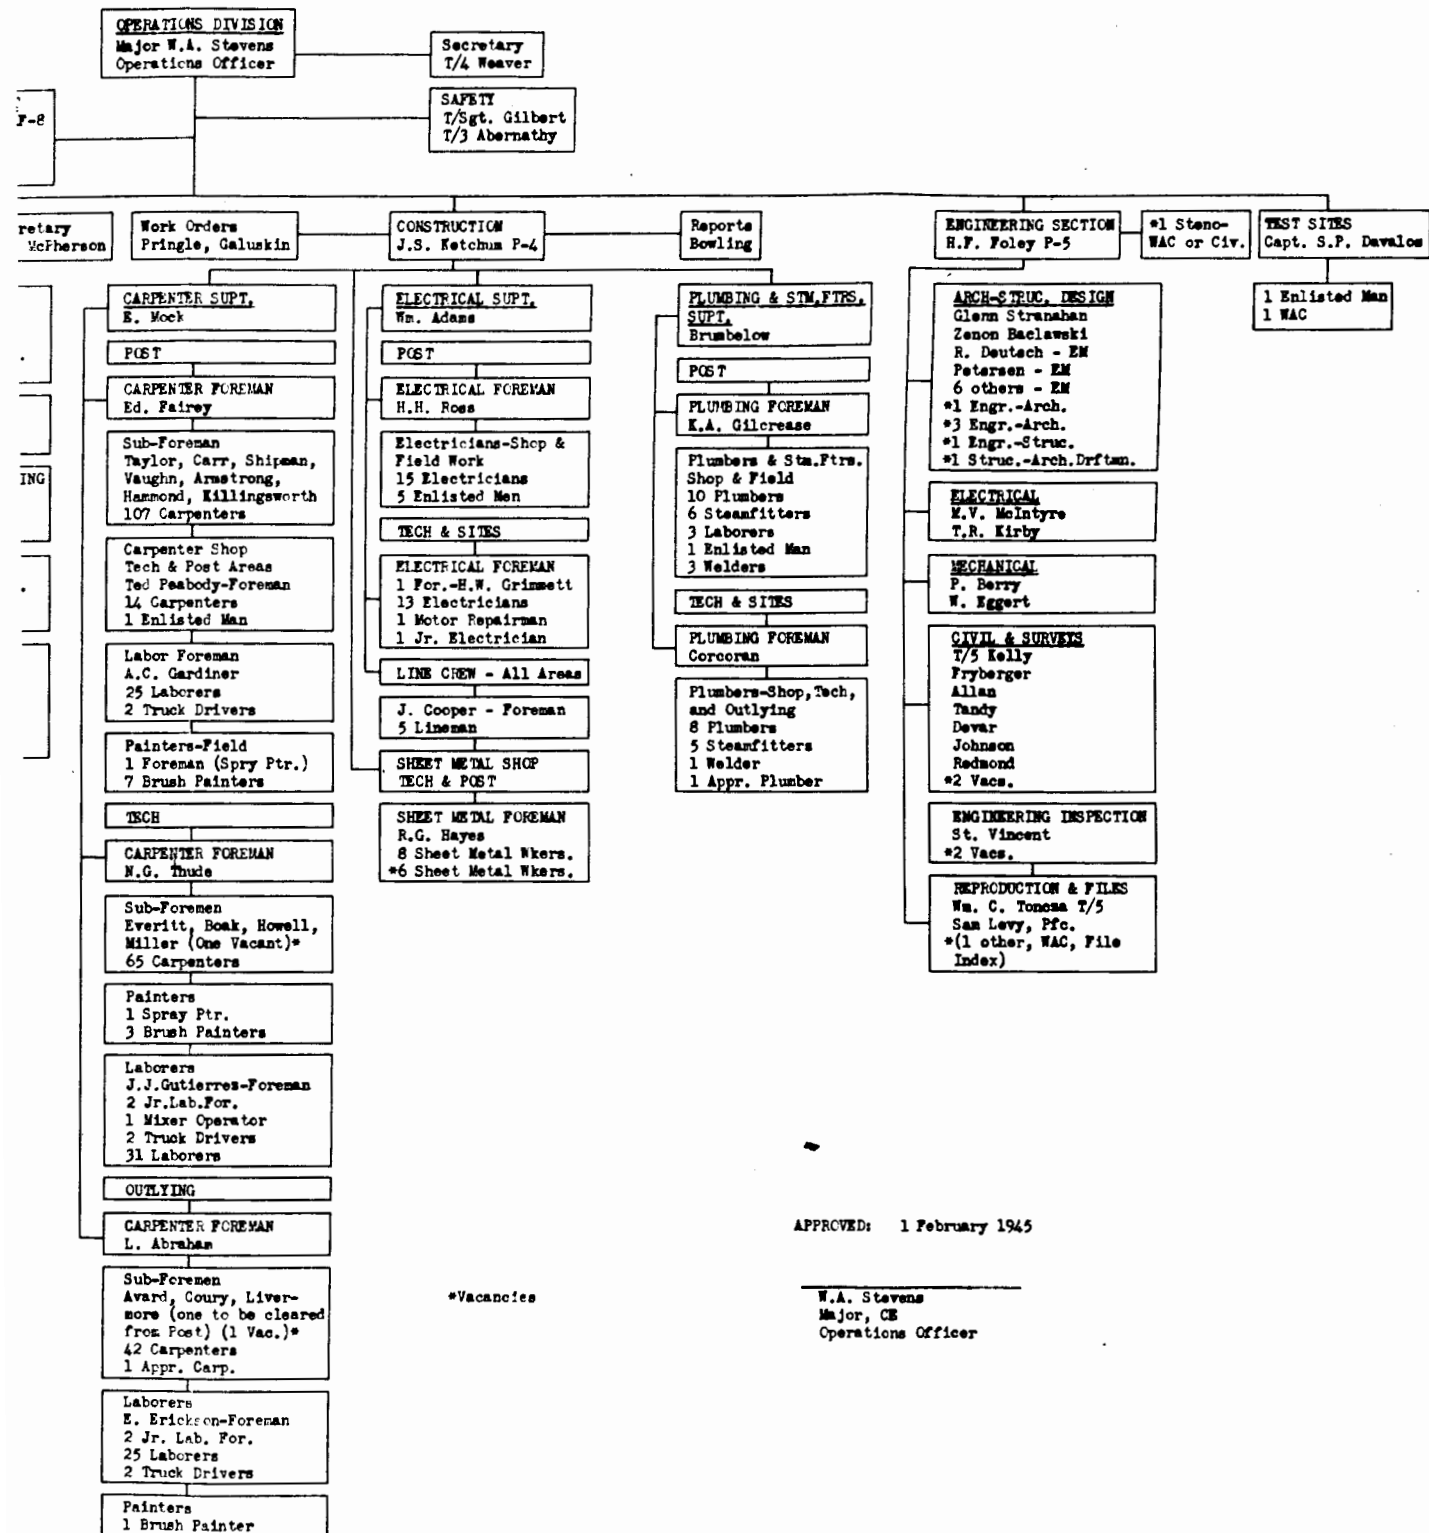 OPERATIONS DIVISION
Major W.A. Stevens
Operations Officer
Secretary
T/4 Weaver
SAFETY
T/Sgt. Gilbert
T/3 Abernathy
F-8
retary
McPherson
ING
Work Orders
Pringle, Galuskin
CONSTRUCTION
J.S. Ketchum P-4
Reports
Bowling
ENGINEERING SECTION
H.F. Foley P-5
*1 Steno-
WAC or Civ.
TEST SITES
Capt. S.P. Davalos
1 Enlisted Man
1 WAC
CARPENTER SUPT.
E. Mock
POST
CARPENTER FOREMAN
Ed. Fairey
Sub-Foreman
Taylor, Carr, Shipman,
Vaughn, Armstrong,
Hammond, Killingsworth
107 Carpenters
Carpenter Shop
Tech & Post Areas
Ted Peabody-Foreman
14 Carpenters
1 Enlisted Man
Labor Foreman
A.C. Gardiner
25 Laborers
2 Truck Drivers
Painters-Field
1 Foreman (Spry Ptr.)
7 Brush Painters
TECH
CARPENTER FOREMAN
N.G. Thude
Sub-Foremen
Everitt, Boak, Howell,
Miller (One Vacant)*
65 Carpenters
Painters
1 Spray Ptr.
3 Brush Painters
Laborers
J.J.Gutierres-Foreman
2 Jr.Lab.For.
1 Mixer Operator
2 Truck Drivers
31 Laborers
OUTLYING
CARPENTER FOREMAN
L. Abraham
Sub-Foremen
Avard, Coury, Liver-
more (one to be cleared
from Post) (1 Vac.)*
42 Carpenters
1 Appr. Carp.
Laborers
E. Erickson-Foreman
2 Jr. Lab. For.
25 Laborers
2 Truck Drivers
Painters
1 Brush Painter
ELECTRICAL SUPT.
Wm. Adams
POST
ELECTRICAL FOREMAN
H.H. Ross
Electricians-Shop &
Field Work
15 Electricians
5 Enlisted Men
TECH & SITES
ELECTRICAL FOREMAN
1 For.-H.W. Grimmett
13 Electricians
1 Motor Repairman
1 Jr. Electrician
LINE CREW - All Areas
J. Cooper - Foreman
5 Lineman
SHEET METAL SHOP
TECH & POST
SHEET METAL FOREMAN
R.G. Hayes
8 Sheet Metal Wkers.
*6 Sheet Metal Wkers.
PLUMBING & STM.FTRS.
SUPT.
Brumbelow
POST
PLUMBING FOREMAN
K.A. Gilcrease
Plumbers & Stm.Ftrs.
Shop & Field
10 Plumbers
6 Steamfitters
3 Laborers
1 Enlisted Man
3 Welders
TECH & SITES
PLUMBING FOREMAN
Corcoran
Plumbers-Shop, Tech,
and Outlying
8 Plumbers
5 Steamfitters
1 Welder
1 Appr. Plumber
ARCH-STRUC. DESIGN
Glenn Stranahan
Zenon Baclawski
R. Deutsch - EM
Petersen - EM
6 others - EM
*1 Engr.-Arch.
*3 Engr.-Arch.
*1 Engr.-Struc.
*1 Struc.-Arch.Drftmn.
ELECTRICAL
M.V. McIntyre
T.R. Kirby
MECHANICAL
P. Berry
W. Eggert
CIVIL & SURVEYS
T/5 Kelly
Fryberger
Allan
Tandy
Devar
Johnson
Redmond
*2 Vacs.
ENGINEERING INSPECTION
St. Vincent
*2 Vacs.
REPRODUCTION & FILES
Wm. C. Tonesa T/5
Sam Levy, Pfc.
*(1 other, WAC, File
Index)
*Vacancies
APPROVED: 1 February 1945
W.A. Stevens
Major, CE
Operations Officer